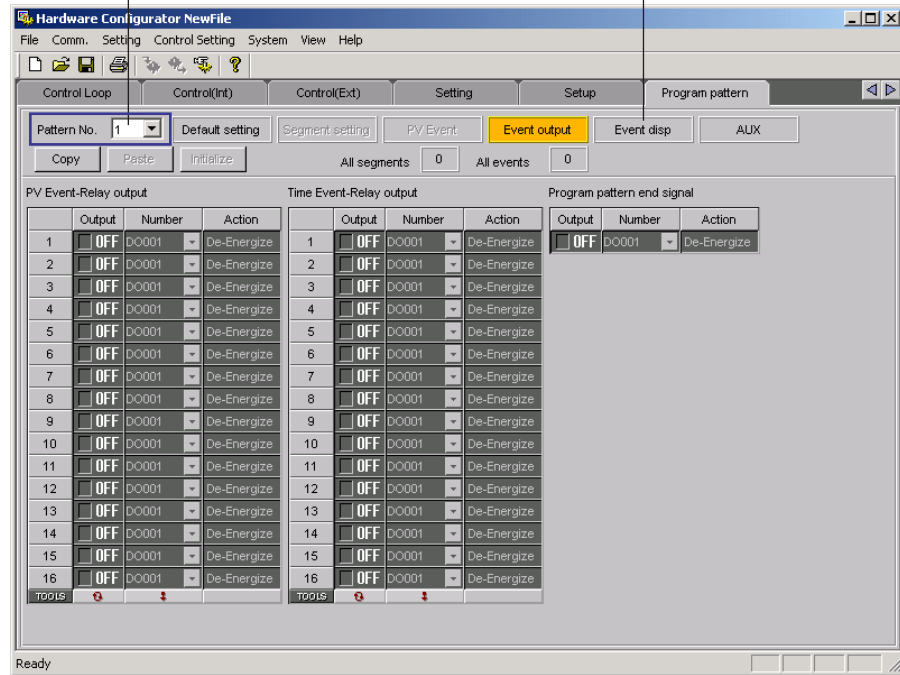 Hardware Configurator NewFile
File Comm. Setting Control Setting System View Help
Control Loop Control(Int) Control(Ext) Setting Setup Program pattern
Pattern No. 1 Default setting Segment setting PV Event Event output Event disp AUX
Copy Paste Initialize All segments 0 All events 0
PV Event-Relay output Time Event-Relay output Program pattern end signal
Output Number Action Output Number Action Output Number Action
1 OFF DO001 De-Energize 1 OFF DO001 De-Energize OFF DO001 De-Energize
2 OFF DO001 De-Energize 2 OFF DO001 De-Energize
3 OFF DO001 De-Energize 3 OFF DO001 De-Energize
4 OFF DO001 De-Energize 4 OFF DO001 De-Energize
5 OFF DO001 De-Energize 5 OFF DO001 De-Energize
6 OFF DO001 De-Energize 6 OFF DO001 De-Energize
7 OFF DO001 De-Energize 7 OFF DO001 De-Energize
8 OFF DO001 De-Energize 8 OFF DO001 De-Energize
9 OFF DO001 De-Energize 9 OFF DO001 De-Energize
10 OFF DO001 De-Energize 10 OFF DO001 De-Energize
11 OFF DO001 De-Energize 11 OFF DO001 De-Energize
12 OFF DO001 De-Energize 12 OFF DO001 De-Energize
13 OFF DO001 De-Energize 13 OFF DO001 De-Energize
14 OFF DO001 De-Energize 14 OFF DO001 De-Energize
15 OFF DO001 De-Energize 15 OFF DO001 De-Energize
16 OFF DO001 De-Energize 16 OFF DO001 De-Energize
TOOLS TOOLS
Ready